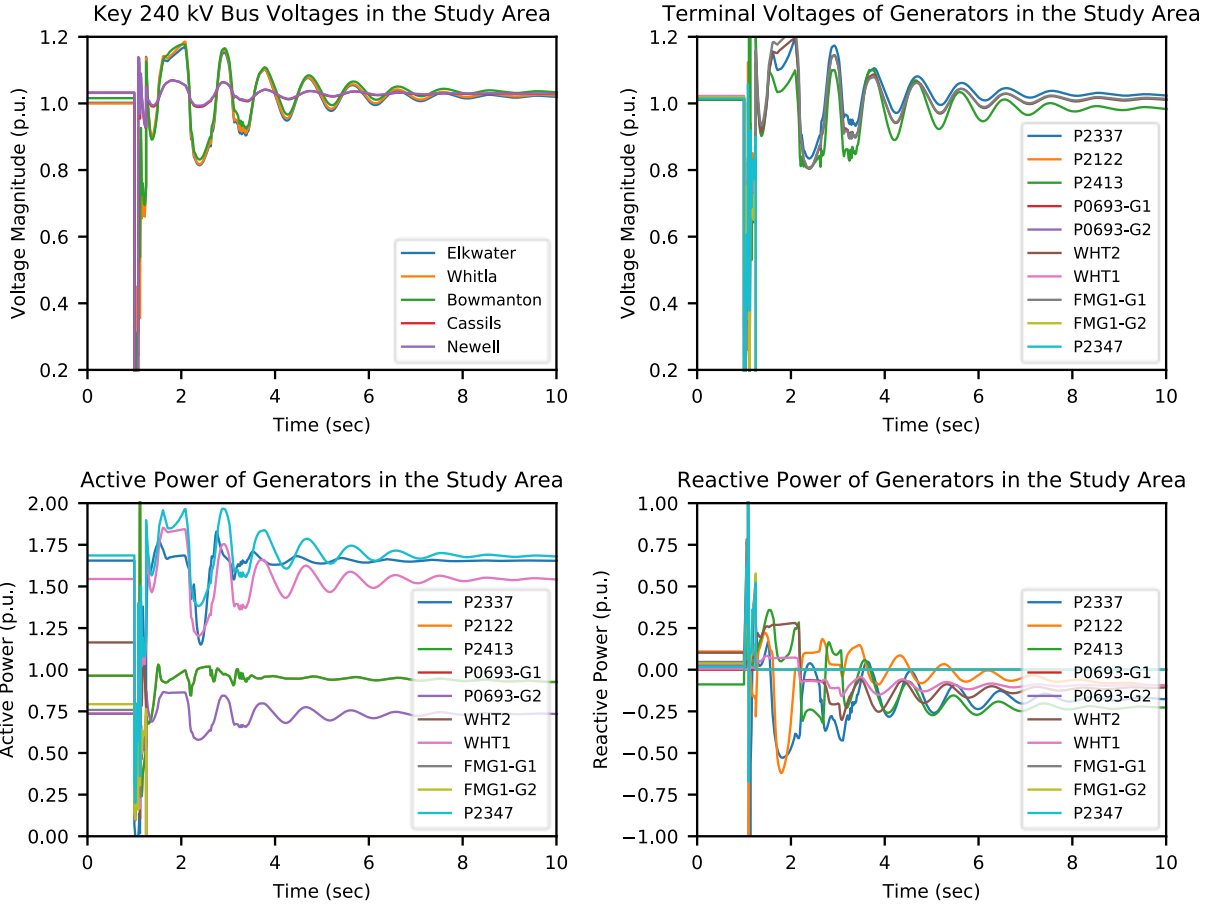 Key 240 kV Bus Voltages in the Study Area
Voltage Magnitude (p.u.)
1.2
1.0
0.8
0.6
0.4
0.2
Elkwater
Whitla
Bowmanton
Cassils
Newell
0 2 4 6 8 10
Time (sec)
Terminal Voltages of Generators in the Study Area
Voltage Magnitude (p.u.)
1.2
1.0
0.8
0.6
0.4
0.2
P2337
P2122
P2413
P0693-G1
P0693-G2
WHT2
WHT1
FMG1-G1
FMG1-G2
P2347
0 2 4 6 8 10
Time (sec)
Active Power of Generators in the Study Area
Active Power (p.u.)
2.00
1.75
1.50
1.25
1.00
0.75
0.50
0.25
0.00
P2337
P2122
P2413
P0693-G1
P0693-G2
WHT2
WHT1
FMG1-G1
FMG1-G2
P2347
0 2 4 6 8 10
Time (sec)
Reactive Power of Generators in the Study Area
Reactive Power (p.u.)
1.00
0.75
0.50
0.25
0.00
−0.25
−0.50
−0.75
−1.00
P2337
P2122
P2413
P0693-G1
P0693-G2
WHT2
WHT1
FMG1-G1
FMG1-G2
P2347
0 2 4 6 8 10
Time (sec)